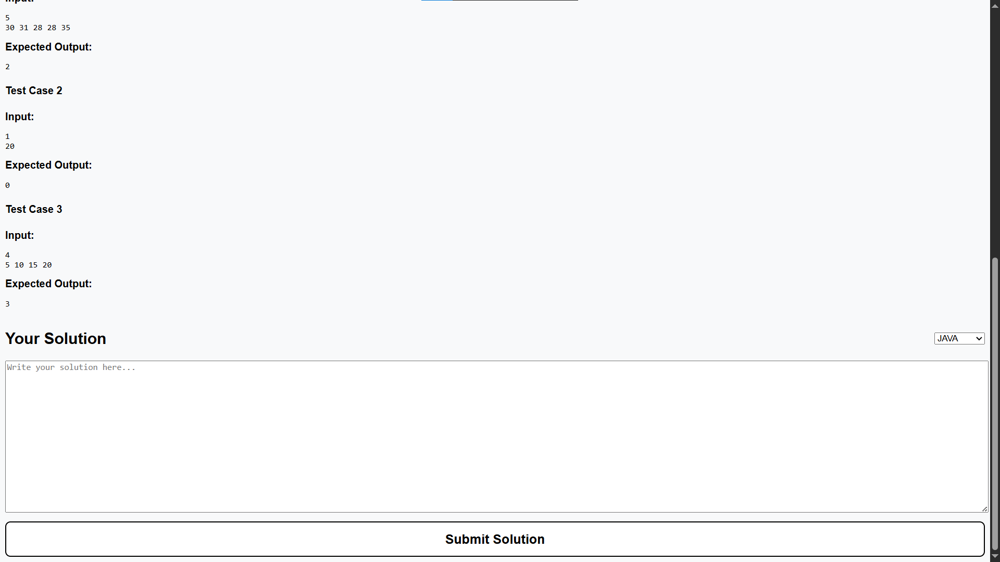 Input:
5
30 31 28 28 35
Expected Output:
2
Test Case 2
Input:
1
20
Expected Output:
0
Test Case 3
Input:
4
5 10 15 20
Expected Output:
3
Your Solution
JAVA
Write your solution here...
Submit Solution